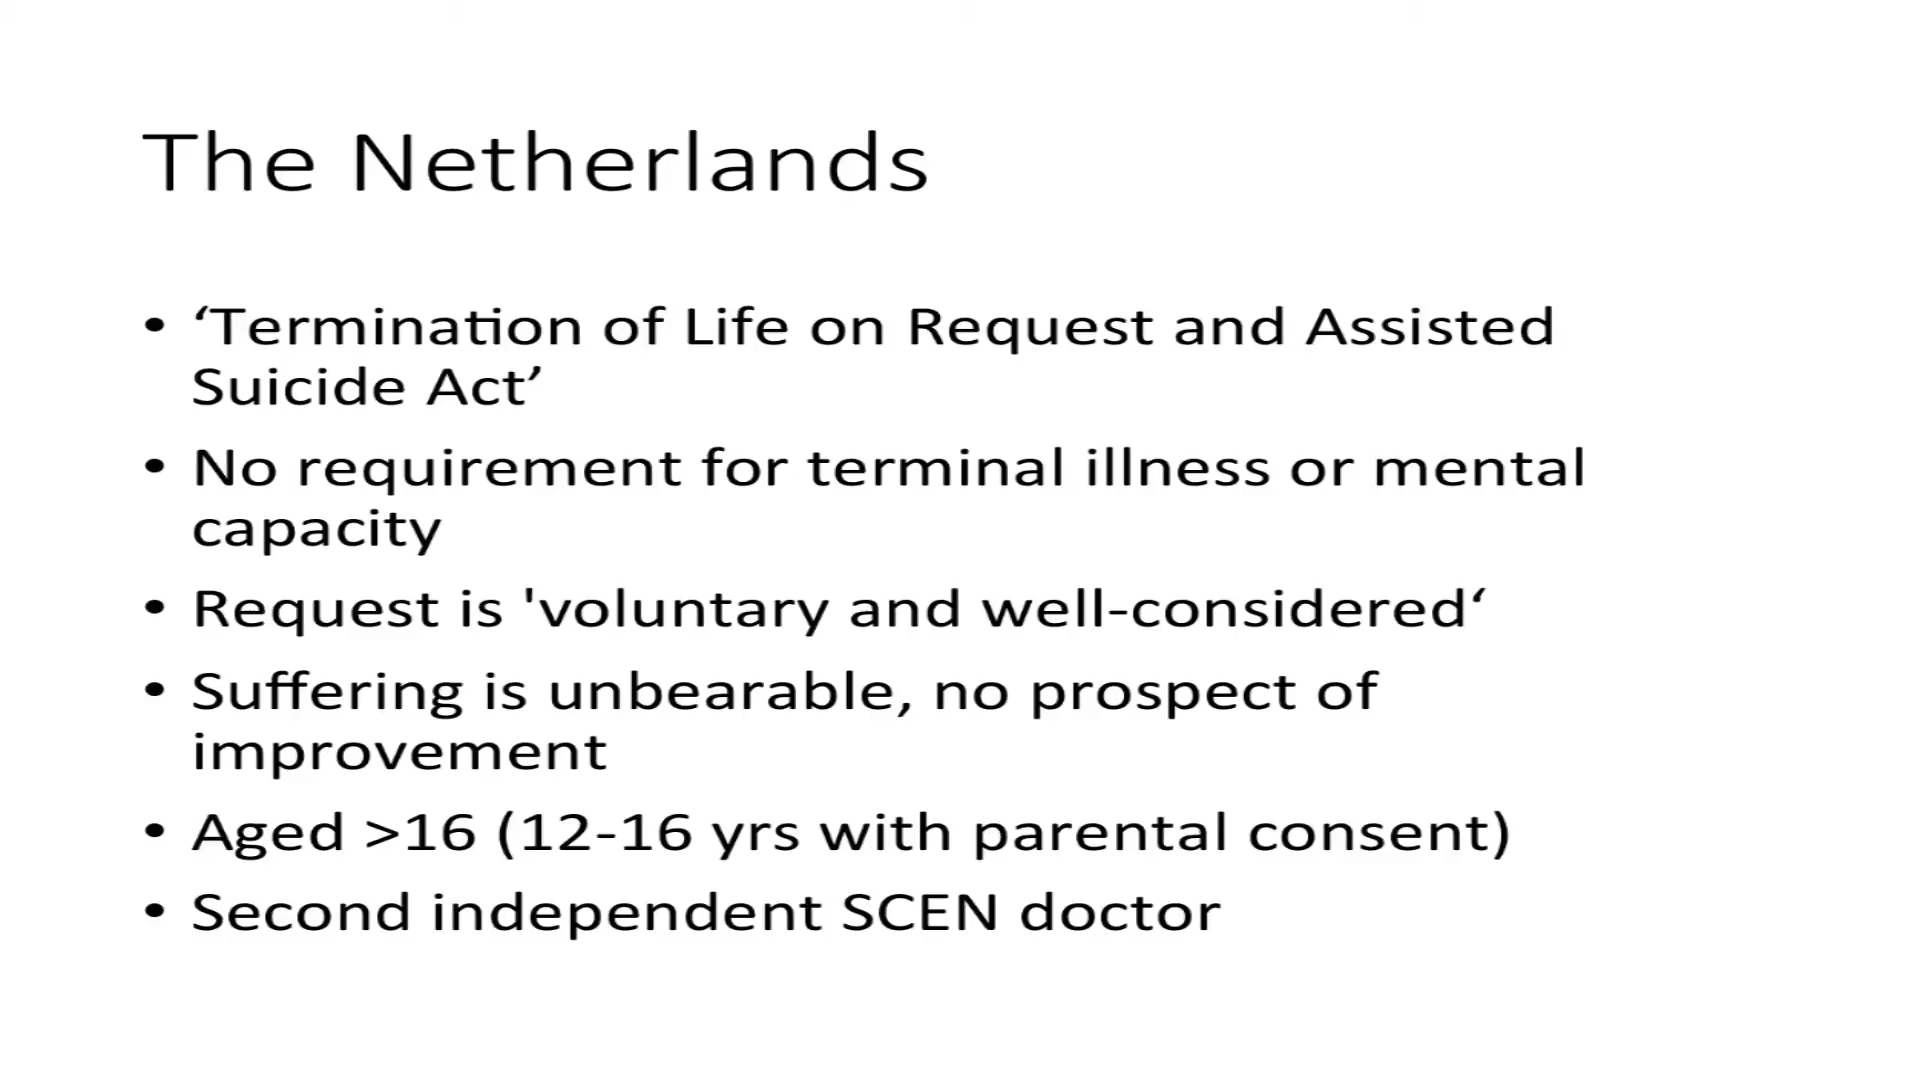 The Netherlands
• ‘Termination of Life on Request and Assisted
Suicide Act’
• No requirement for terminal illness or mental
capacity
• Request is 'voluntary and well-considered‘
• Suffering is unbearable, no prospect of
improvement
• Aged >16 (12-16 yrs with parental consent)
• Second independent SCEN doctor